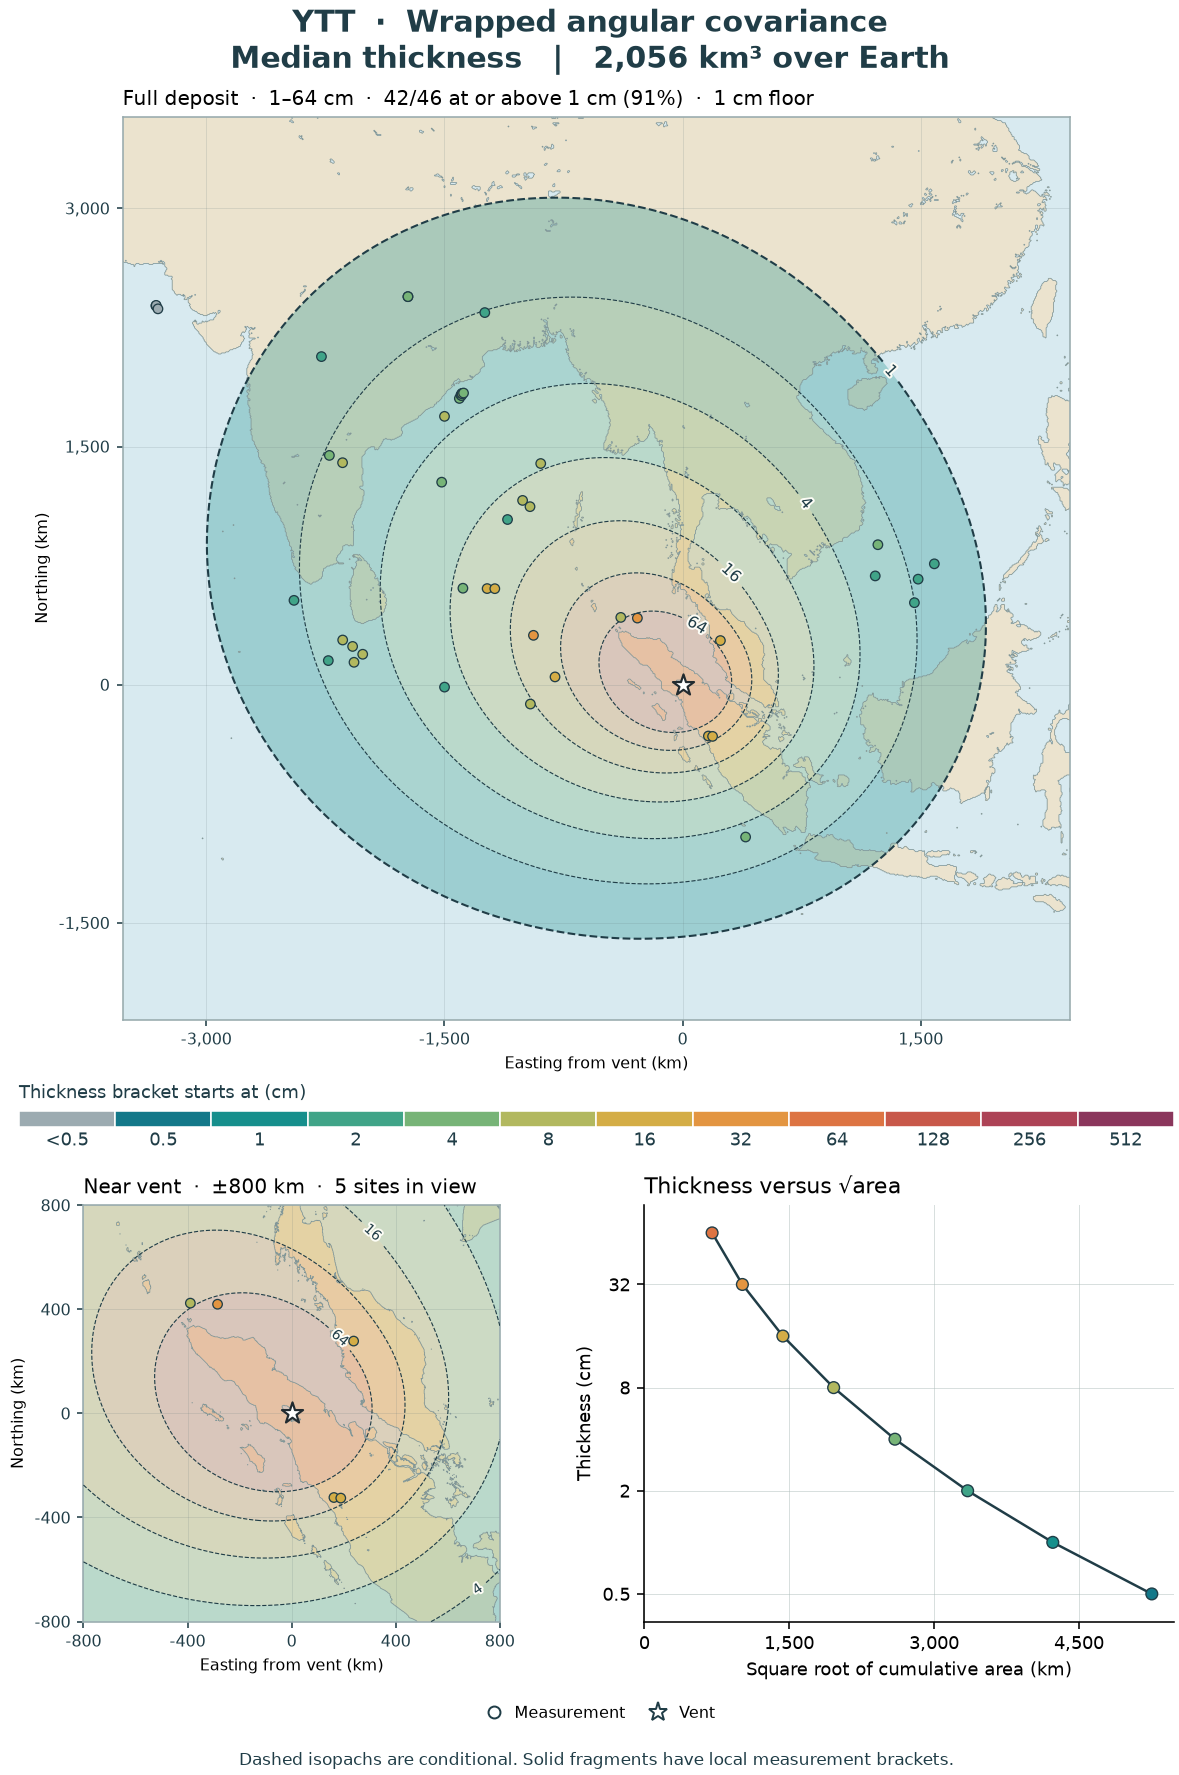 YTT · Wrapped angular covariance
Median thickness | 2,056 km³ over Earth
Full deposit · 1–64 cm · 42/46 at or above 1 cm (91%) · 1 cm floor
3,000
1,500
0
-1,500
Northing (km)
1
4
16
64
-3,000 -1,500 0 1,500
Easting from vent (km)
Thickness bracket starts at (cm)
<0.5 0.5 1 2 4 8 16 32 64 128 256 512
Near vent · ±800 km · 5 sites in view
800
400
0
-400
-800
Northing (km)
16
64
4
-800 -400 0 400 800
Easting from vent (km)
Thickness versus √area
32
8
2
0.5
Thickness (cm)
0 1,500 3,000 4,500
Square root of cumulative area (km)
Measurement Vent
Dashed isopachs are conditional. Solid fragments have local measurement brackets.